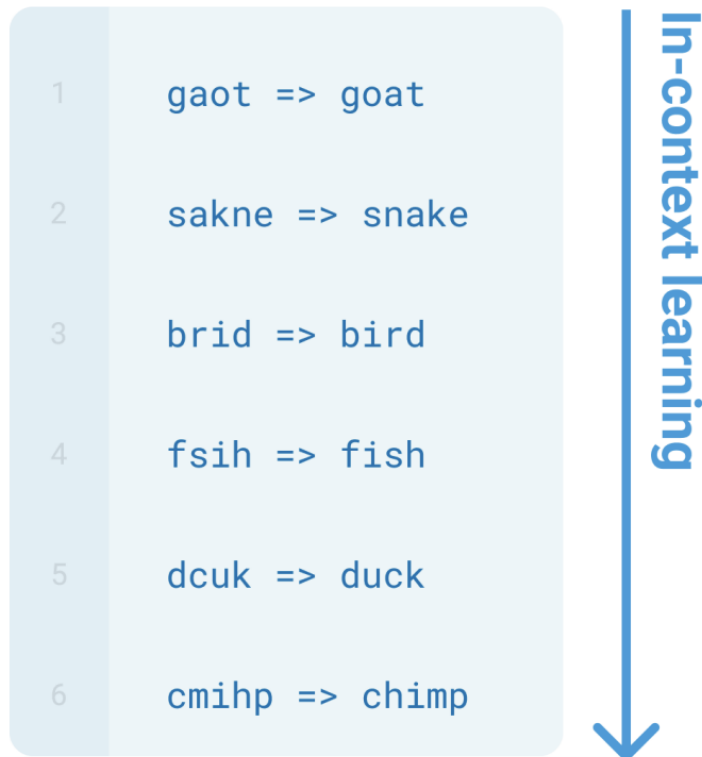 1 gaot => goat
2 sakne => snake
3 brid => bird
4 fsih => fish
5 dcuk => duck
6 cmihp => chimp
In-context learning